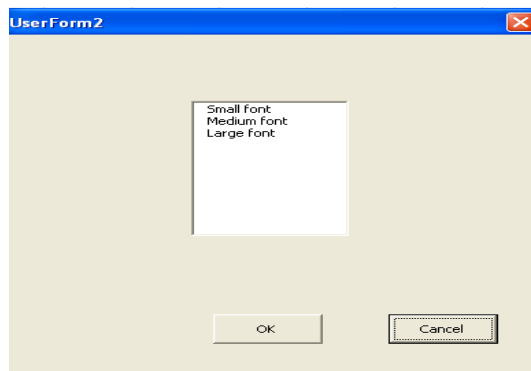 UserForm2
Small font
Medium font
Large font
OK
Cancel